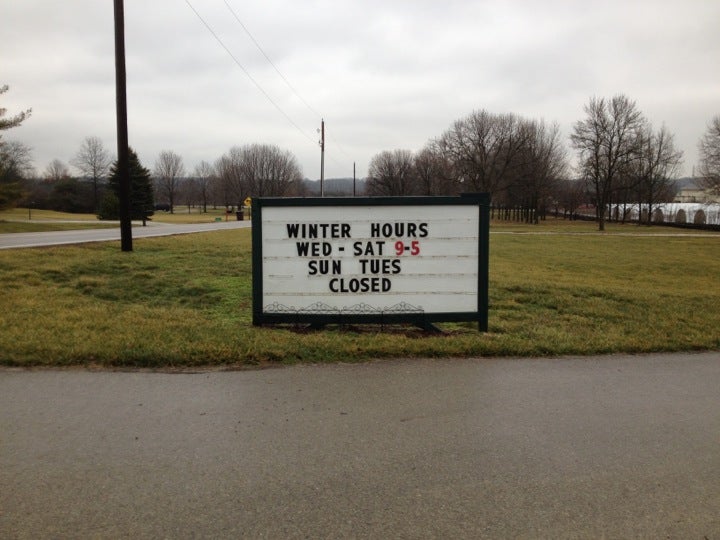 WINTER HOURS
WED - SAT 9-5
SUN TUES
CLOSED